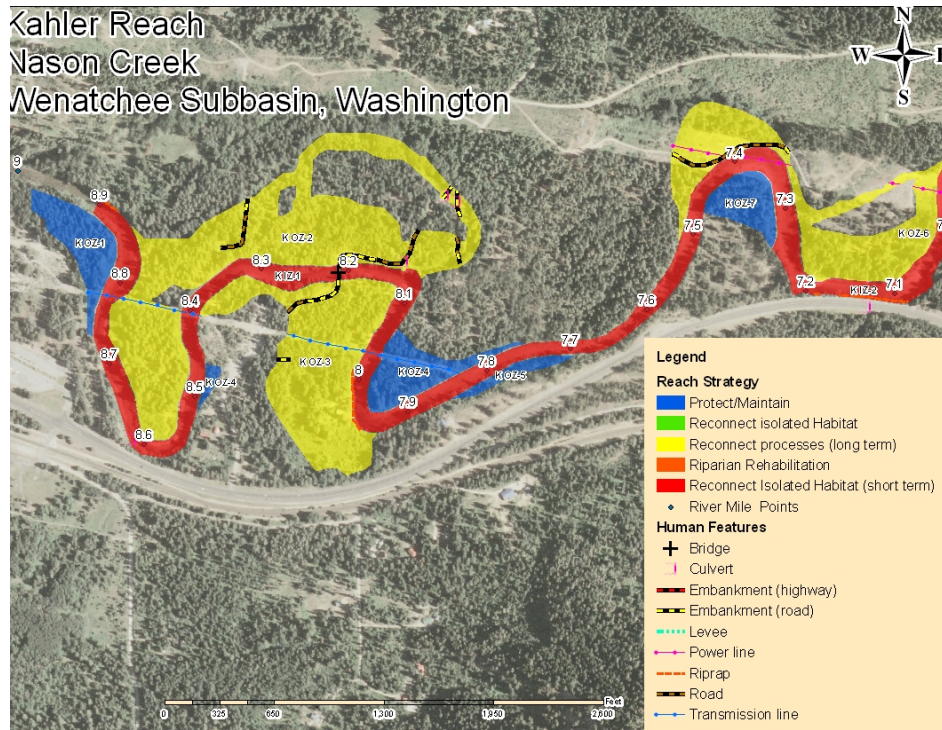 Kahler Reach
Nason Creek
Wenatchee Subbasin, Washington
N
W
E
S
9
8.9
K OZ-1
8.8
8.7
8.6
8.5
K OZ-4
8.4
8.3
K OZ-2
K IZ-1
8.2
8.1
K OZ-3
8
K OZ-4
7.9
7.8
K OZ-5
7.7
7.6
7.5
7.4
K OZ-7
7.3
7.2
K IZ-2
7.1
K OZ-6
7
Legend
Reach Strategy
Protect/Maintain
Reconnect isolated Habitat
Reconnect processes (long term)
Riparian Rehabilitation
Reconnect Isolated Habitat (short term)
River Mile Points
Human Features
Bridge
Culvert
Embankment (highway)
Embankment (road)
Levee
Power line
Riprap
Road
Transmission line
Feet
0 325 650 1,300 1,950 2,600